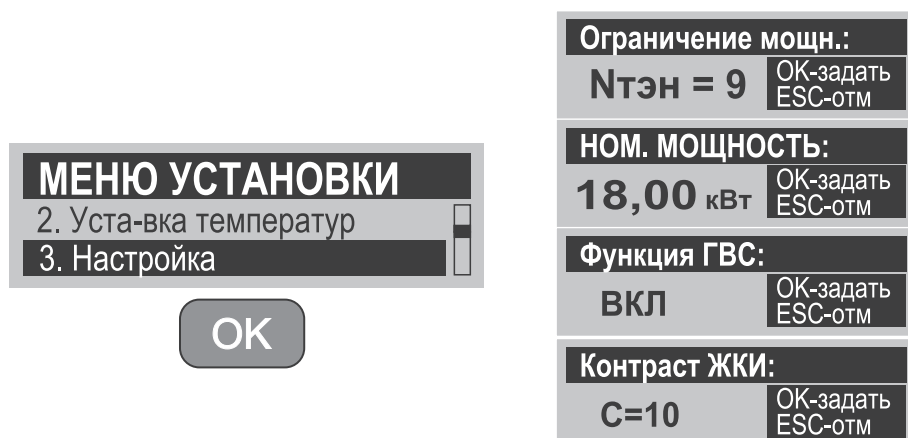 МЕНЮ УСТАНОВКИ
2. Уста-вка температур
3. Настройка
OK
Ограничение мощн.:
Nтэн = 9
OK-задать
ESC-отм
НОМ. МОЩНОСТЬ:
18,00 кВт
OK-задать
ESC-отм
Функция ГВС:
ВКЛ
OK-задать
ESC-отм
Контраст ЖКИ:
C=10
OK-задать
ESC-отм